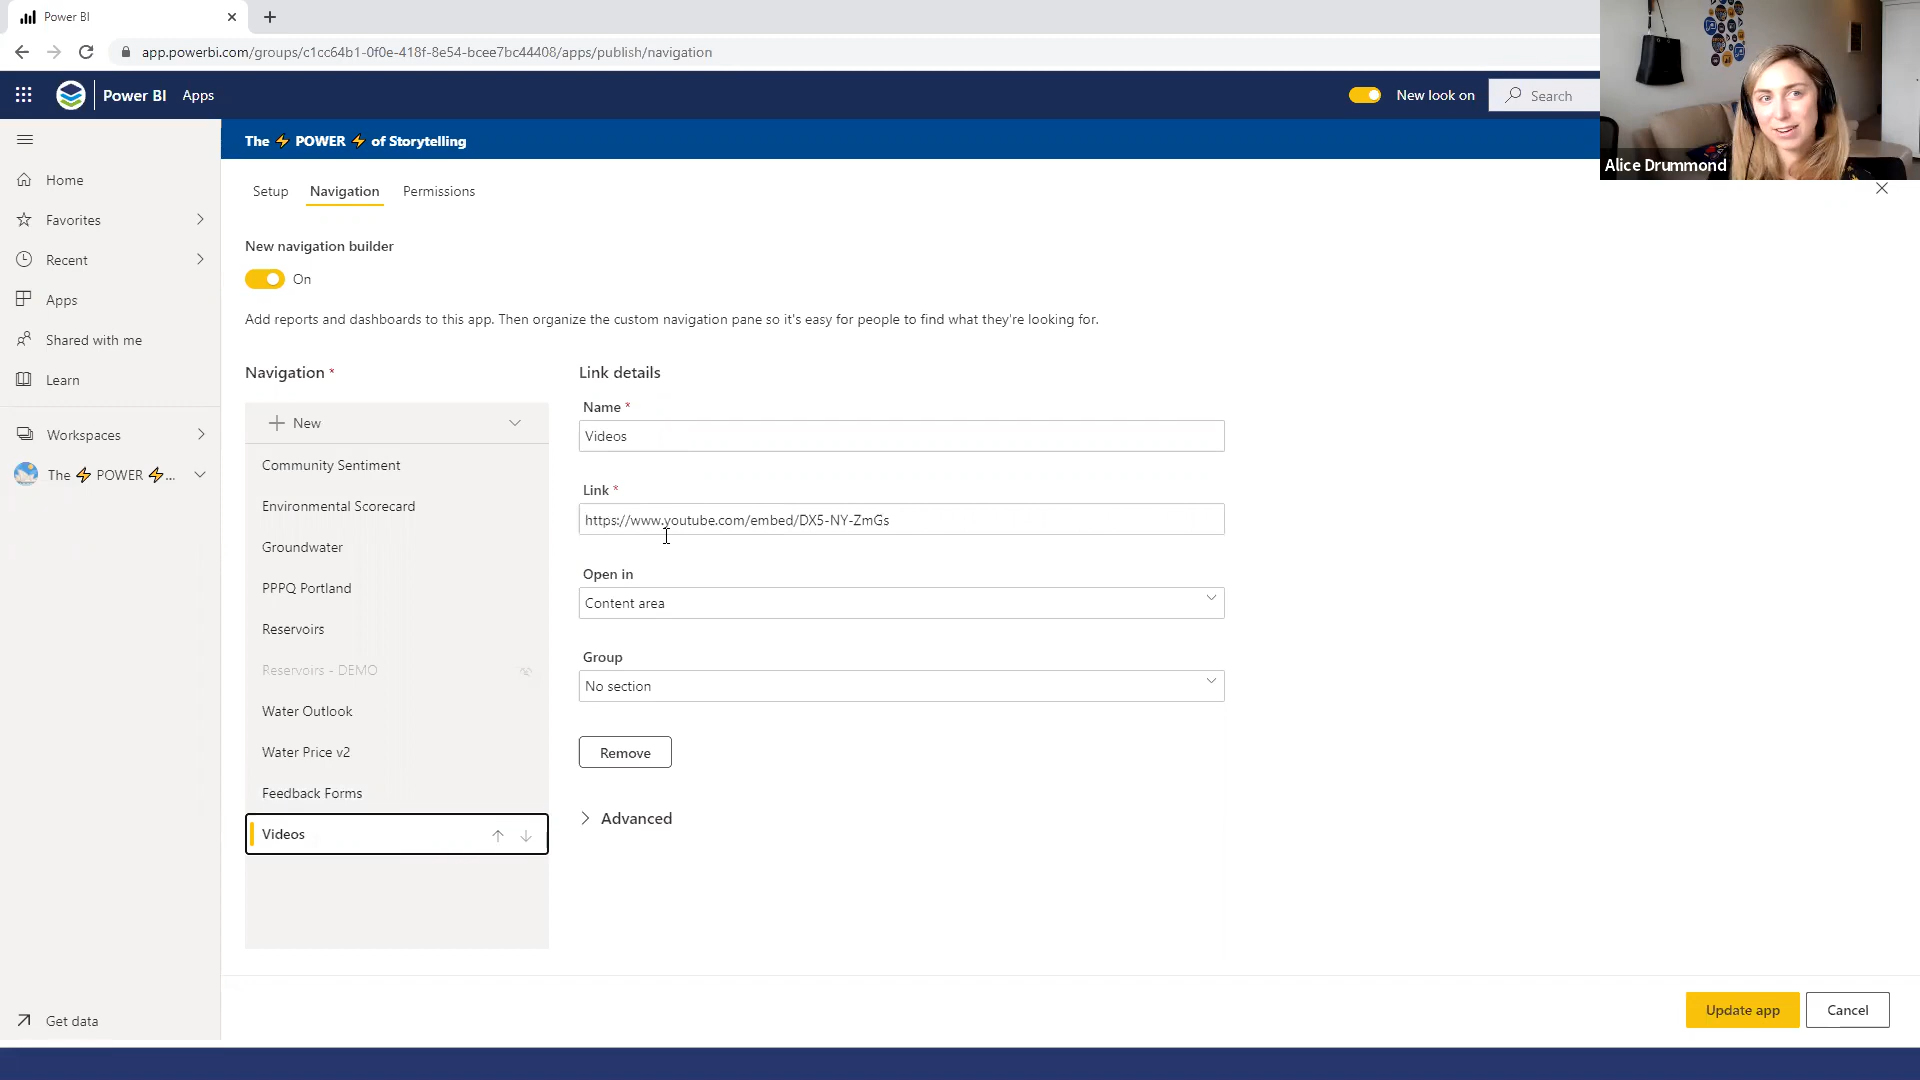 Power BI
app.powerbi.com/groups/c1cc64b1-0f0e-418f-8e54-bcee7bc44408/apps/publish/navigation
Power BI Apps New look on Search
Alice Drummond
The ⚡ POWER ⚡ of Storytelling
Setup Navigation Permissions
Home
Favorites
Recent
Apps
Shared with me
Learn
Workspaces
The ⚡ POWER ⚡...
Get data
New navigation builder
On
Add reports and dashboards to this app. Then organize the custom navigation pane so it's easy for people to find what they're looking for.
Navigation *
New
Community Sentiment
Environmental Scorecard
Groundwater
PPPQ Portland
Reservoirs
Reservoirs - DEMO
Water Outlook
Water Price v2
Feedback Forms
Videos
Link details
Name *
Videos
Link *
https://www.youtube.com/embed/DX5-NY-ZmGs
Open in
Content area
Group
No section
Remove
Advanced
Update app Cancel